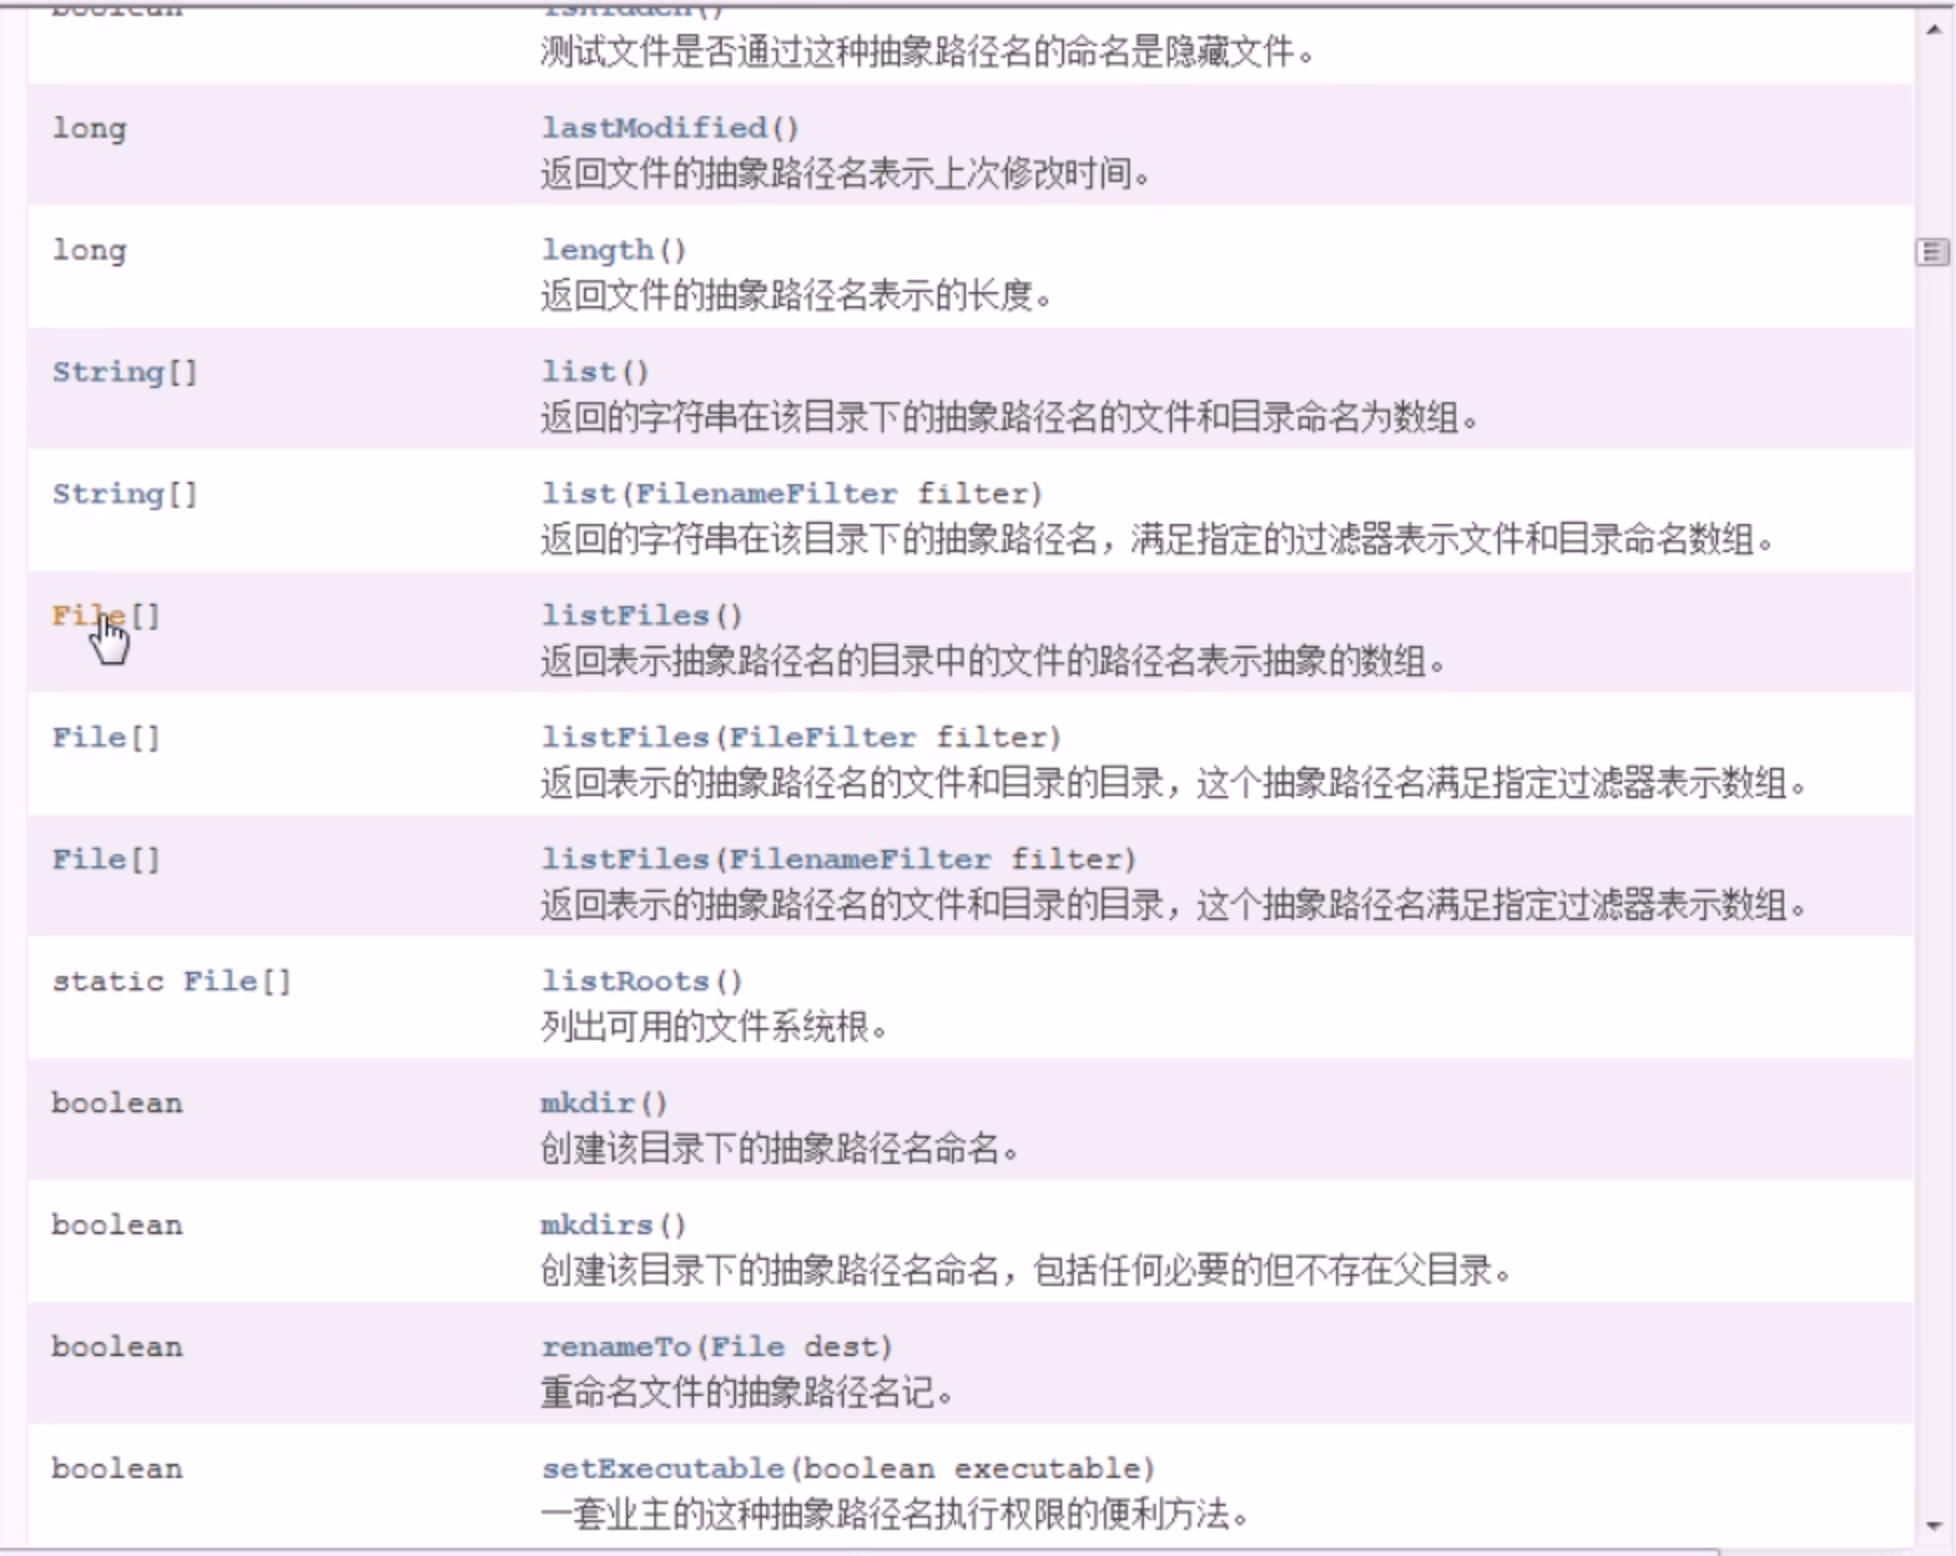 boolean isHidden()
测试文件是否通过这种抽象路径名的命名是隐藏文件。
long lastModified()
返回文件的抽象路径名表示上次修改时间。
long length()
返回文件的抽象路径名表示的长度。
String[] list()
返回的字符串在该目录下的抽象路径名的文件和目录命名为数组。
String[] list(FilenameFilter filter)
返回的字符串在该目录下的抽象路径名，满足指定的过滤器表示文件和目录命名数组。
File[] listFiles()
返回表示抽象路径名的目录中的文件的路径名表示抽象的数组。
File[] listFiles(FileFilter filter)
返回表示的抽象路径名的文件和目录的目录，这个抽象路径名满足指定过滤器表示数组。
File[] listFiles(FilenameFilter filter)
返回表示的抽象路径名的文件和目录的目录，这个抽象路径名满足指定过滤器表示数组。
static File[] listRoots()
列出可用的文件系统根。
boolean mkdir()
创建该目录下的抽象路径名命名。
boolean mkdirs()
创建该目录下的抽象路径名命名，包括任何必要的但不存在父目录。
boolean renameTo(File dest)
重命名文件的抽象路径名记。
boolean setExecutable(boolean executable)
一套业主的这种抽象路径名执行权限的便利方法。